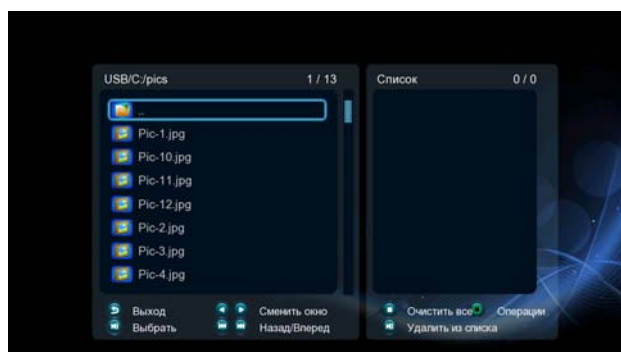 USB/C:/pics 1 / 13
..
Pic-1.jpg
Pic-10.jpg
Pic-11.jpg
Pic-12.jpg
Pic-2.jpg
Pic-3.jpg
Pic-4.jpg
Выход Сменить окно
Выбрать Назад/Вперед
Список 0 / 0
Очистить все Операции
Удалить из списка